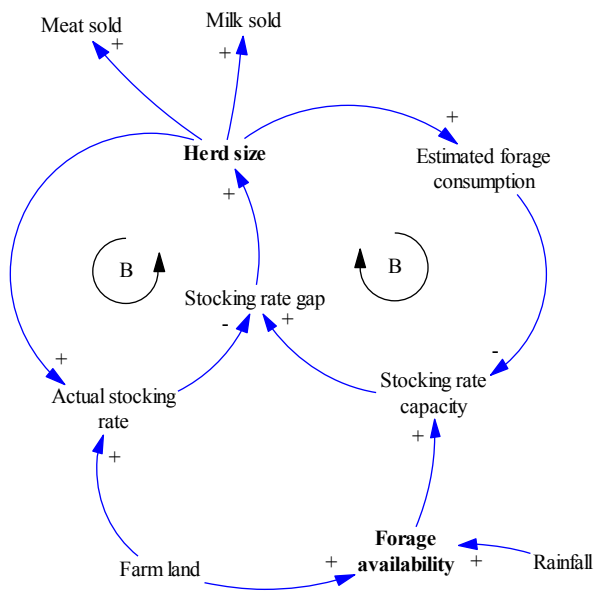 Meat sold
+
Milk sold
+
Herd size
+
Estimated forage
consumption
+
B
B
Stocking rate gap
-
+
+
Actual stocking
rate
-
Stocking rate
capacity
+
+
Forage
availability
+
+
Rainfall
Farm land